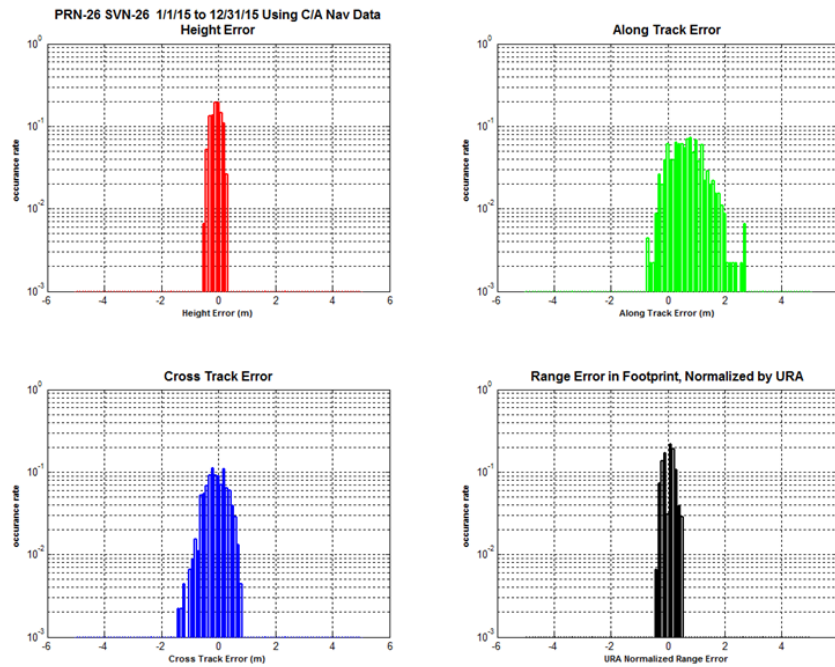 PRN-26 SVN-26 1/1/15 to 12/31/15 Using C/A Nav Data
Height Error
10^0
10^-1
10^-2
10^-3
occurance rate
-6 -4 -2 0 2 4 6
Height Error (m)
Along Track Error
10^0
10^-1
10^-2
10^-3
occurance rate
-4 -2 0 2 4
Along Track Error (m)
Cross Track Error
10^0
10^-1
10^-2
10^-3
occurance rate
-6 -4 -2 0 2 4 6
Cross Track Error (m)
Range Error in Footprint, Normalized by URA
10^0
10^-1
10^-2
10^-3
occurance rate
-4 -2 0 2 4
URA Normalized Range Error